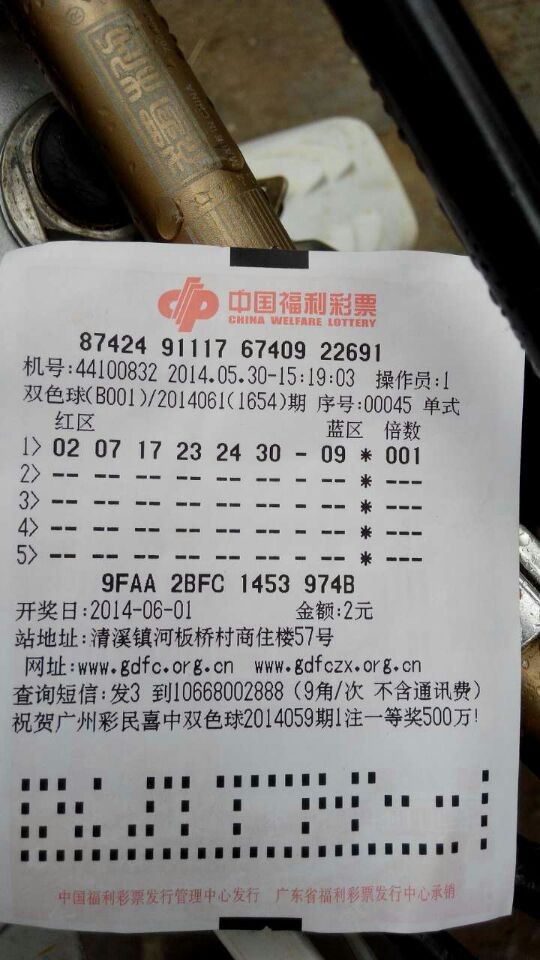 中国福利彩票
CHINA WELFARE LOTTERY
87424 91117 67409 22691
机号:44100832 2014.05.30-15:19:03 操作员:1
双色球(B001)/2014061(1654)期 序号:00045 单式
红区 蓝区 倍数
1> 02 07 17 23 24 30 - 09 * 001
2> -- -- -- -- -- -- - -- * ---
3> -- -- -- -- -- -- - -- * ---
4> -- -- -- -- -- -- - -- * ---
5> -- -- -- -- -- -- - -- * ---
9FAA 2BFC 1453 974B
开奖日:2014-06-01 金额:2元
站地址:清溪镇河板桥村商住楼57号
网址:www.gdfc.org.cn www.gdfczx.org.cn
查询短信:发3 到10668002888(9角/次 不含通讯费)
祝贺广州彩民喜中双色球2014059期1注一等奖500万!
中国福利彩票发行管理中心发行 广东省福利彩票发行中心承销